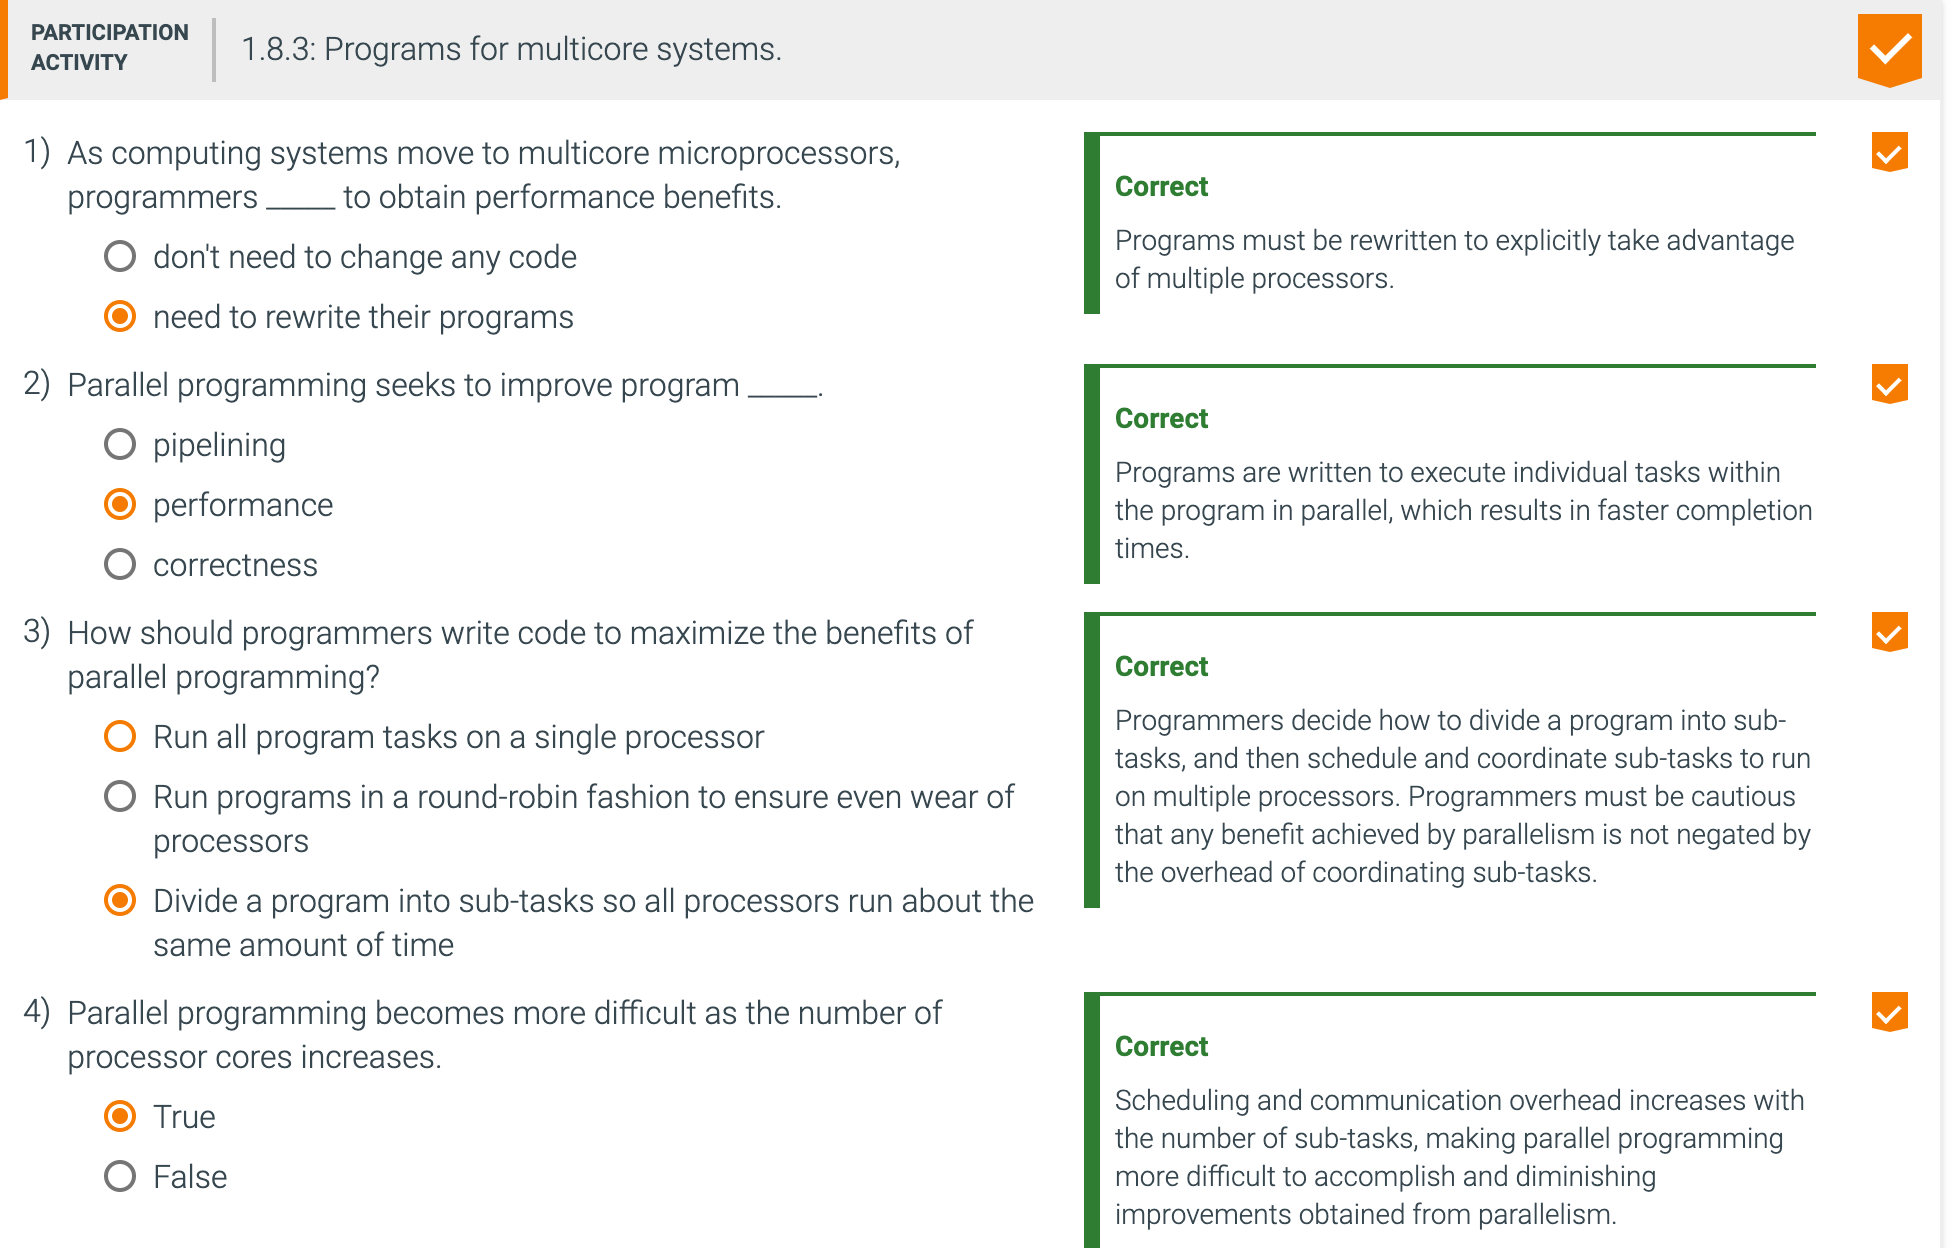 PARTICIPATION
ACTIVITY
1.8.3: Programs for multicore systems.
1) As computing systems move to multicore microprocessors,
programmers _____ to obtain performance benefits.
don't need to change any code
need to rewrite their programs
Correct
Programs must be rewritten to explicitly take advantage
of multiple processors.
2) Parallel programming seeks to improve program _____.
pipelining
performance
correctness
Correct
Programs are written to execute individual tasks within
the program in parallel, which results in faster completion
times.
3) How should programmers write code to maximize the benefits of
parallel programming?
Run all program tasks on a single processor
Run programs in a round-robin fashion to ensure even wear of
processors
Divide a program into sub-tasks so all processors run about the
same amount of time
Correct
Programmers decide how to divide a program into sub-
tasks, and then schedule and coordinate sub-tasks to run
on multiple processors. Programmers must be cautious
that any benefit achieved by parallelism is not negated by
the overhead of coordinating sub-tasks.
4) Parallel programming becomes more difficult as the number of
processor cores increases.
True
False
Correct
Scheduling and communication overhead increases with
the number of sub-tasks, making parallel programming
more difficult to accomplish and diminishing
improvements obtained from parallelism.